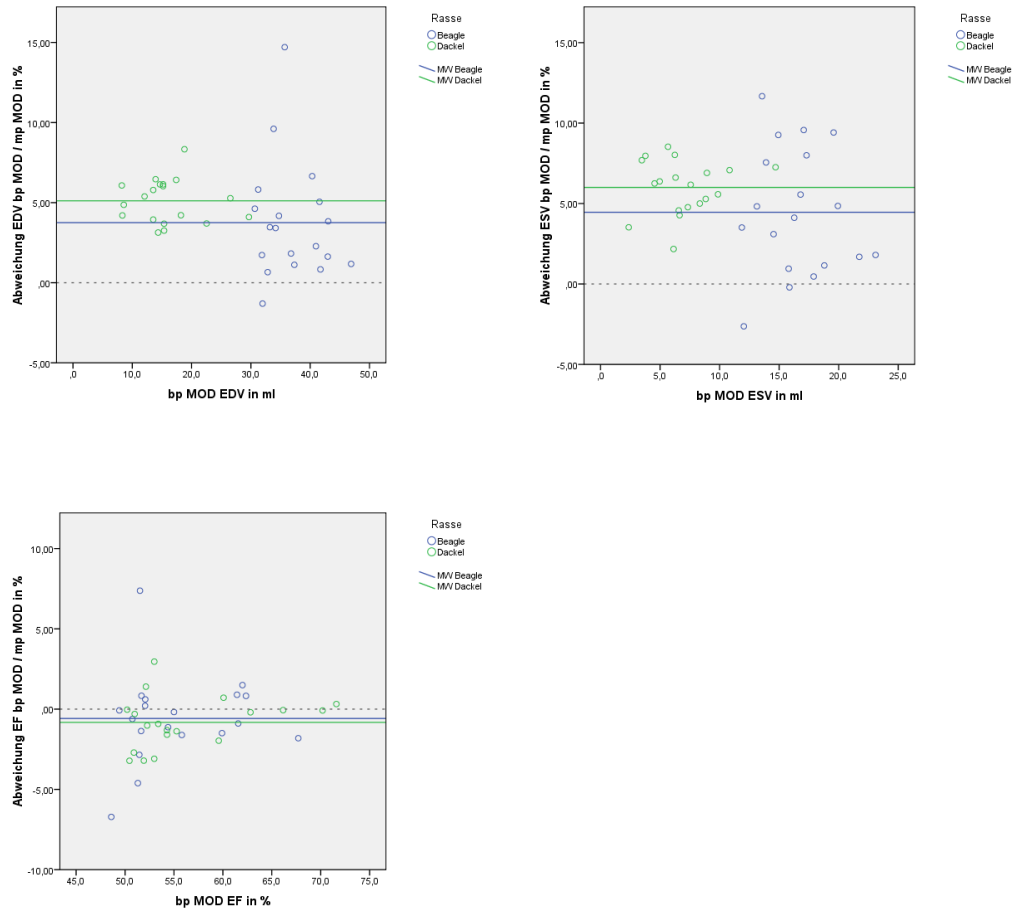 Rasse
Beagle
Dackel
MW Beagle
MW Dackel
Abweichung EDV bp MOD / mp MOD in %
15,00
10,00
5,00
,00
-5,00
,0 10,0 20,0 30,0 40,0 50,0
bp MOD EDV in ml
Rasse
Beagle
Dackel
MW Beagle
MW Dackel
Abweichung ESV bp MOD / mp MOD in %
15,00
10,00
5,00
,00
-5,00
,0 5,0 10,0 15,0 20,0 25,0
bp MOD ESV in ml
Rasse
Beagle
Dackel
MW Beagle
MW Dackel
Abweichung EF bp MOD / mp MOD in %
10,00
5,00
,00
-5,00
-10,00
45,0 50,0 55,0 60,0 65,0 70,0 75,0
bp MOD EF in %